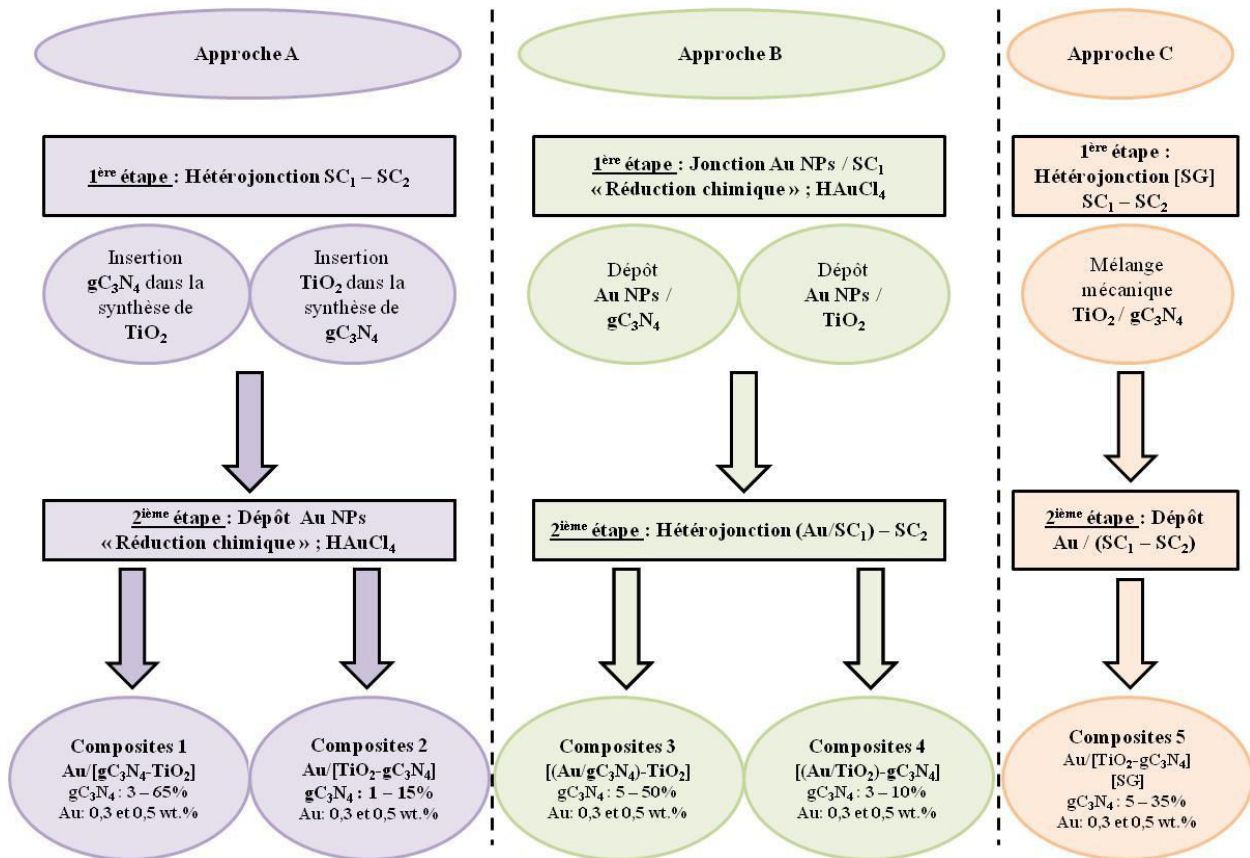 Approche A
1ère étape : Hétérojonction SC1 – SC2
Insertion
gC3N4 dans la
synthèse de
TiO2
Insertion
TiO2 dans la
synthèse de
gC3N4
2ième étape : Dépôt Au NPs
« Réduction chimique » ; HAuCl4
Composites 1
Au/[gC3N4-TiO2]
gC3N4 : 3 – 65%
Au: 0,3 et 0,5 wt.%
Composites 2
Au/[TiO2-gC3N4]
gC3N4 : 1 – 15%
Au: 0,3 et 0,5 wt.%
Approche B
1ère étape : Jonction Au NPs / SC1
« Réduction chimique » ; HAuCl4
Dépôt
Au NPs /
gC3N4
Dépôt
Au NPs /
TiO2
2ième étape : Hétérojonction (Au/SC1) – SC2
Composites 3
[(Au/gC3N4)-TiO2]
gC3N4 : 5 – 50%
Au: 0,3 et 0,5 wt.%
Composites 4
[(Au/TiO2)-gC3N4]
gC3N4 : 3 – 10%
Au: 0,3 et 0,5 wt.%
Approche C
1ère étape :
Hétérojonction [SG]
SC1 – SC2
Mélange
mécanique
TiO2 / gC3N4
2ième étape : Dépôt
Au / (SC1 – SC2)
Composites 5
Au/[TiO2-gC3N4]
[SG]
gC3N4 : 5 – 35%
Au: 0,3 et 0,5 wt.%